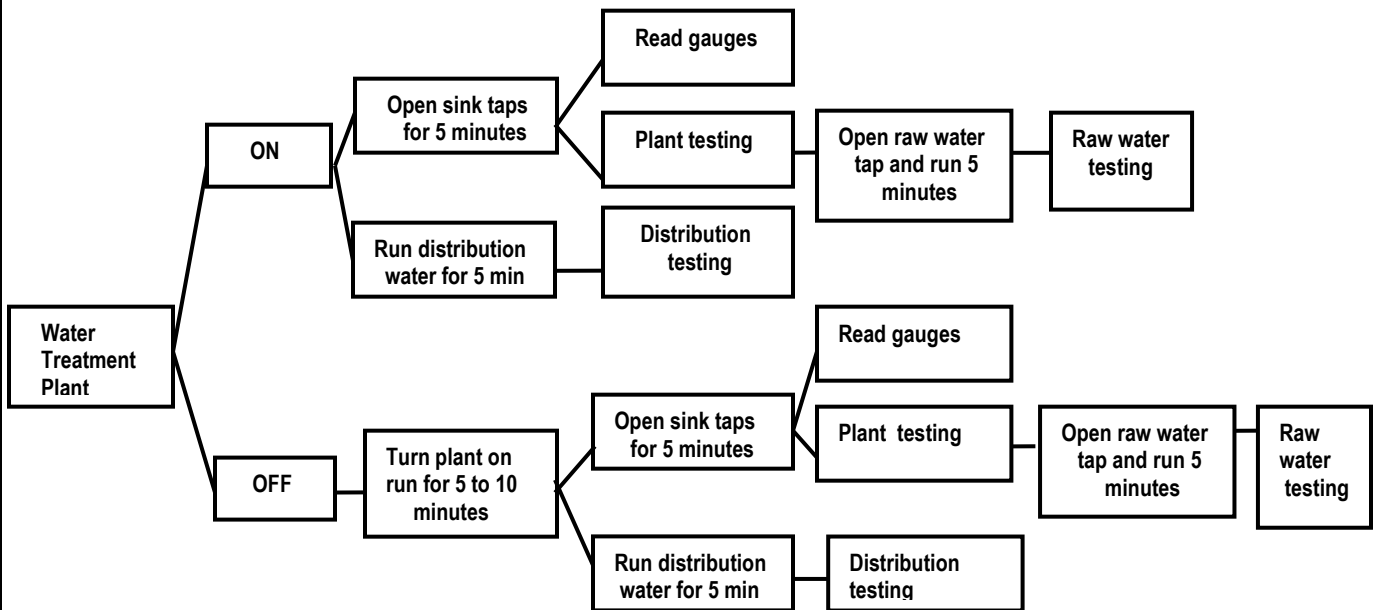 Read gauges
Open sink taps
for 5 minutes
ON
Plant testing
Open raw water
tap and run 5
minutes
Raw water
testing
Run distribution
water for 5 min
Distribution
testing
Water
Treatment
Plant
Read gauges
Open sink taps
for 5 minutes
Plant testing
Open raw water
tap and run 5
minutes
Raw
water
testing
OFF
Turn plant on
run for 5 to 10
minutes
Run distribution
water for 5 min
Distribution
testing